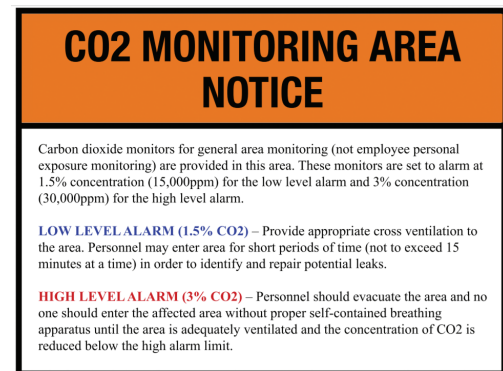 CO2 MONITORING AREA
NOTICE
Carbon dioxide monitors for general area monitoring (not employee personal
exposure monitoring) are provided in this area. These monitors are set to alarm at
1.5% concentration (15,000ppm) for the low level alarm and 3% concentration
(30,000ppm) for the high level alarm.
LOW LEVEL ALARM (1.5% CO2) – Provide appropriate cross ventilation to
the area. Personnel may enter area for short periods of time (not to exceed 15
minutes at a time) in order to identify and repair potential leaks.
HIGH LEVEL ALARM (3% CO2) – Personnel should evacuate the area and no
one should enter the affected area without proper self-contained breathing
apparatus until the area is adequately ventilated and the concentration of CO2 is
reduced below the high alarm limit.